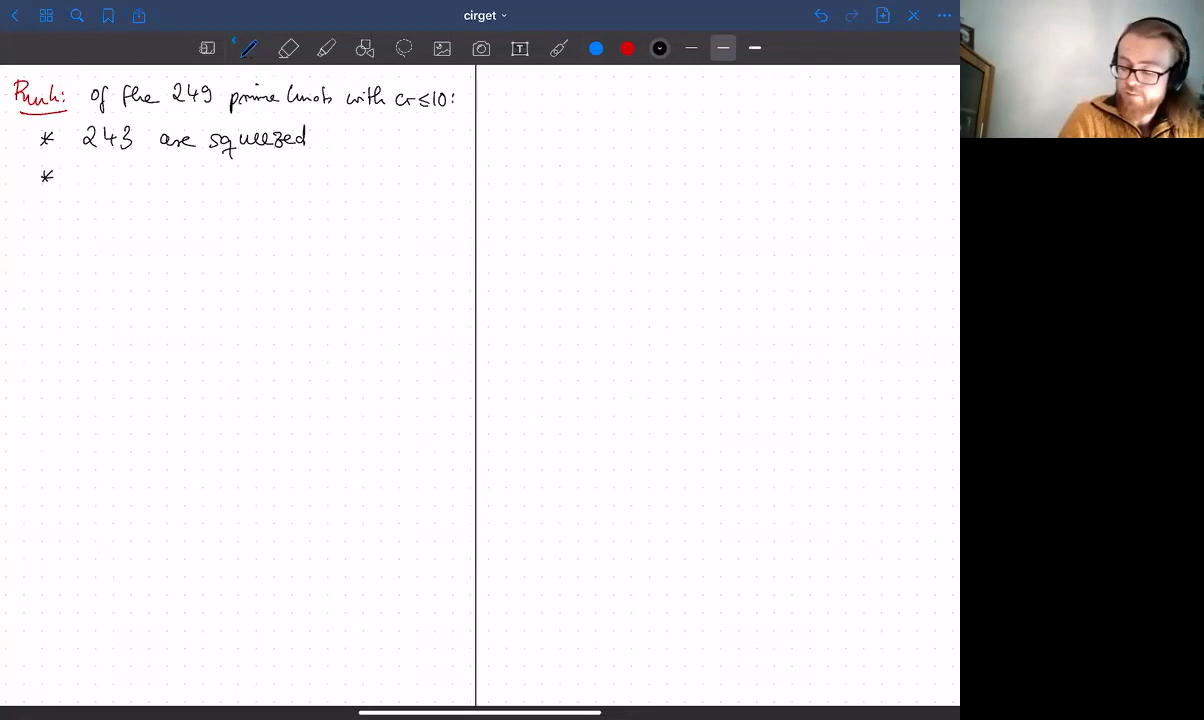 cirget
T
Rmk: of the 249 prime knots with cr ≤ 10:
* 243 are squeezed
*